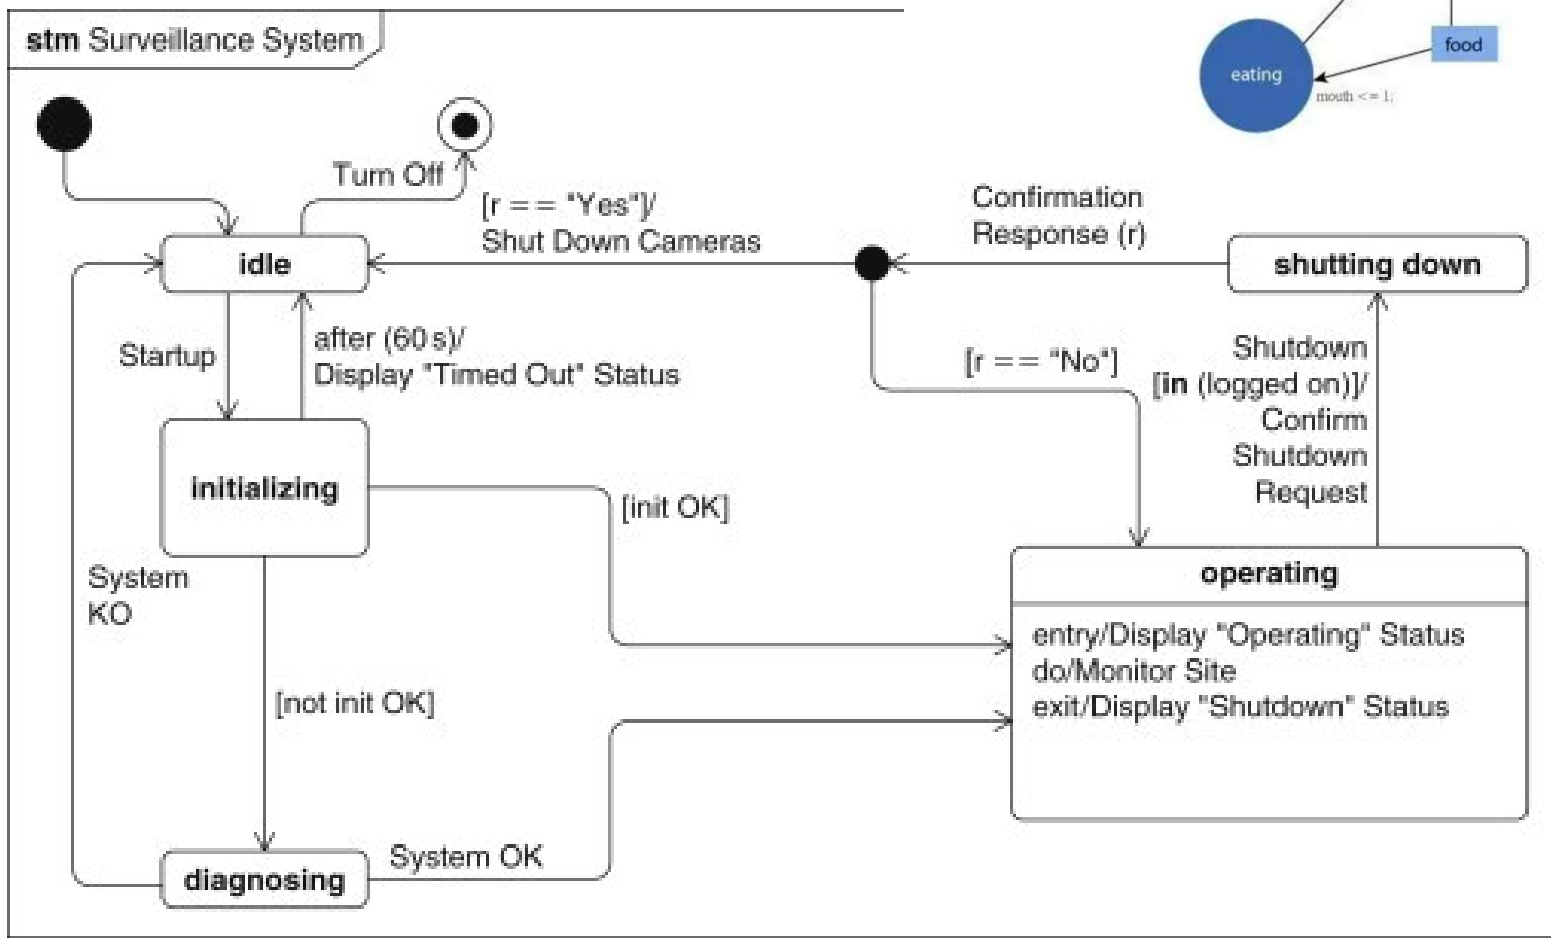 stm Surveillance System
food
eating
mouth <= 1;
Turn Off
[r == "Yes"]/
Shut Down Cameras
Confirmation
Response (r)
idle
shutting down
Startup
after (60 s)/
Display "Timed Out" Status
[r == "No"]
Shutdown
[in (logged on)]/
Confirm
Shutdown
Request
initializing
[init OK]
System
KO
operating
entry/Display "Operating" Status
do/Monitor Site
exit/Display "Shutdown" Status
[not init OK]
System OK
diagnosing